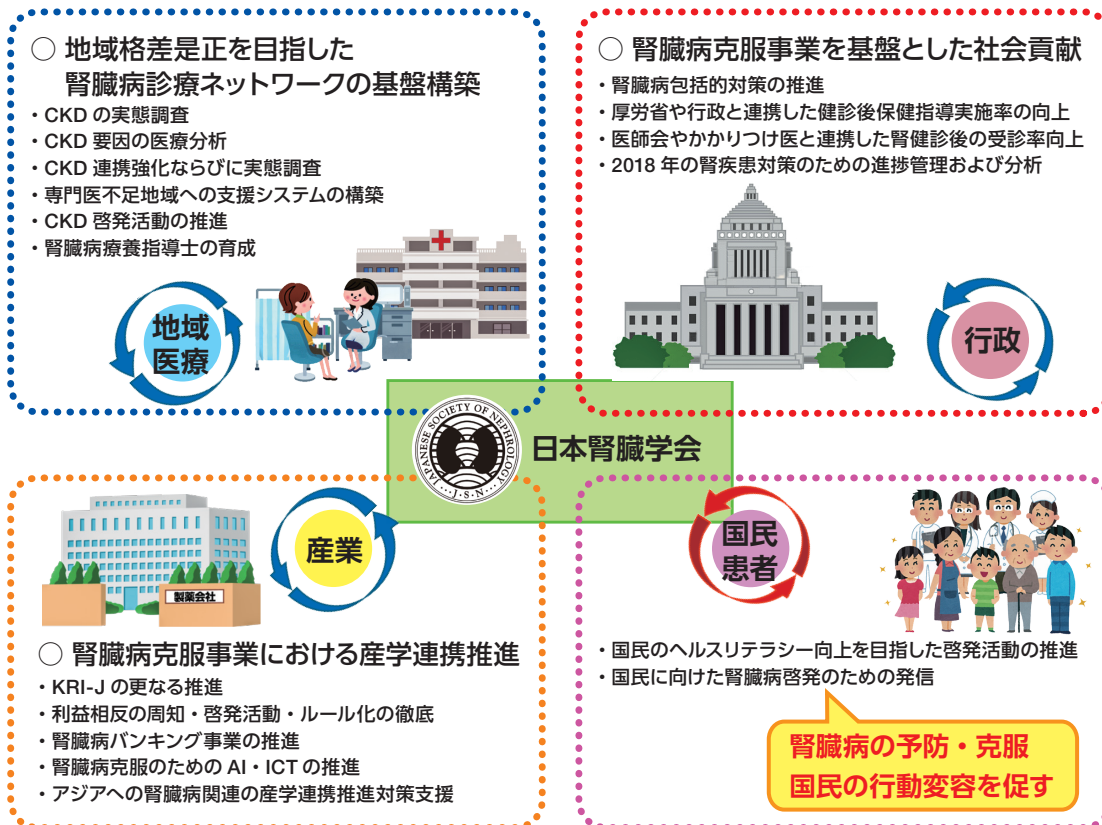 ○ 地域格差是正を目指した
腎臓病診療ネットワークの基盤構築
・CKD の実態調査
・CKD 要因の医療分析
・CKD 連携強化ならびに実態調査
・専門医不足地域への支援システムの構築
・CKD 啓発活動の推進
・腎臓病療養指導士の育成
地域
医療
○ 腎臓病克服事業を基盤とした社会貢献
・腎臓病包括的対策の推進
・厚労省や行政と連携した健診後保健指導実施率の向上
・医師会やかかりつけ医と連携した腎健診後の受診率向上
・2018 年の腎疾患対策のための進捗管理および分析
行政
JAPANESE SOCIETY OF NEPHROLOGY
J・S・N
日本腎臓学会
製薬会社
産業
○ 腎臓病克服事業における産学連携推進
・KRI-J の更なる推進
・利益相反の周知・啓発活動・ルール化の徹底
・腎臓病バンキング事業の推進
・腎臓病克服のための AI・ICT の推進
・アジアへの腎臓病関連の産学連携推進対策支援
国民
患者
・国民のヘルスリテラシー向上を目指した啓発活動の推進
・国民に向けた腎臓病啓発のための発信
腎臓病の予防・克服
国民の行動変容を促す